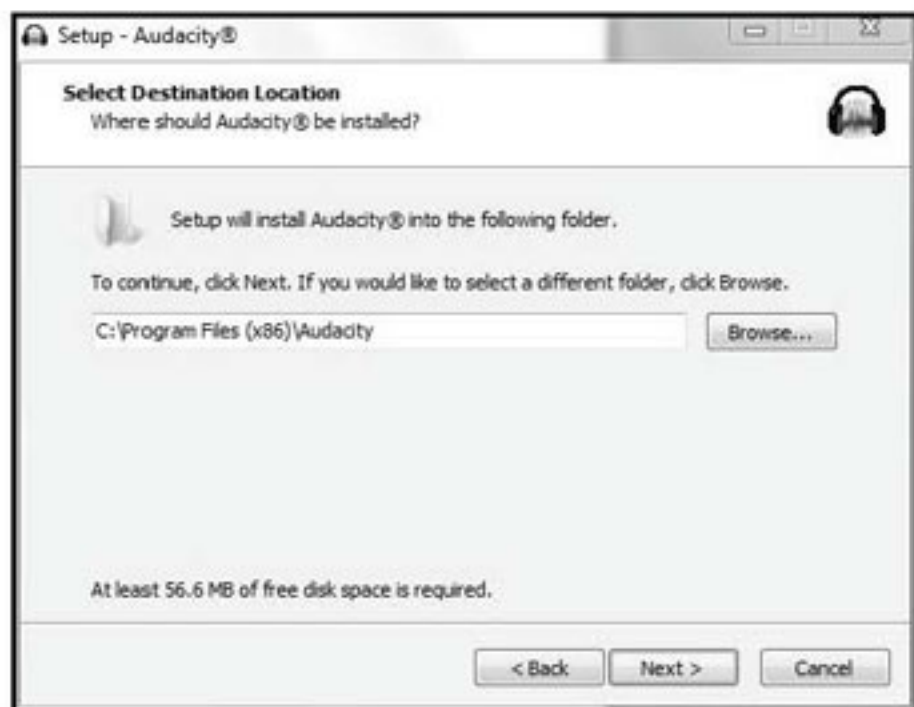 Setup - Audacity®
Select Destination Location
Where should Audacity® be installed?
Setup will install Audacity® into the following folder.
To continue, click Next. If you would like to select a different folder, click Browse.
C:\Program Files (x86)\Audacity
Browse...
At least 56.6 MB of free disk space is required.
< Back
Next >
Cancel